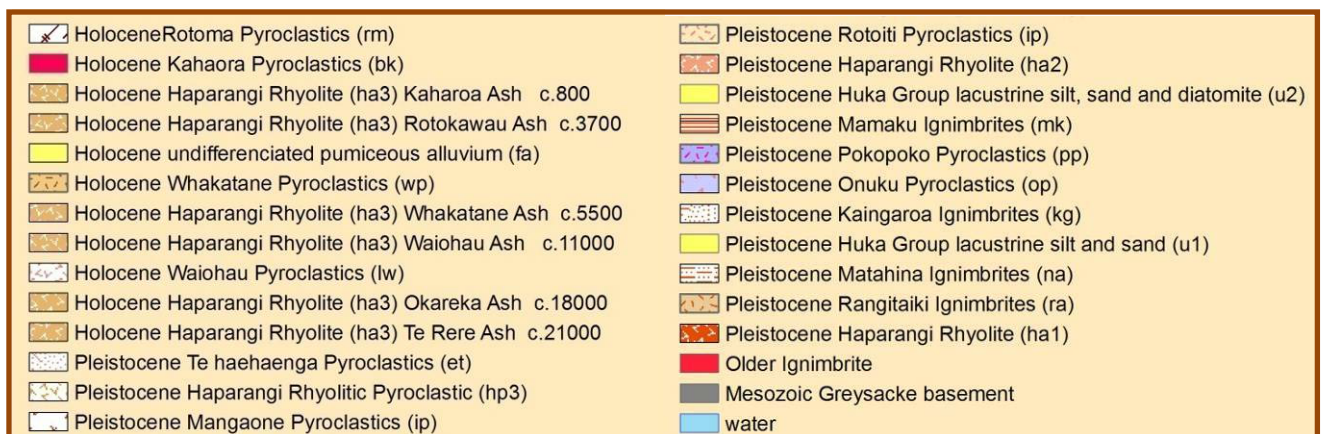 HoloceneRotoma Pyroclastics (rm)
Holocene Kahaora Pyroclastics (bk)
Holocene Haparangi Rhyolite (ha3) Kaharoa Ash c.800
Holocene Haparangi Rhyolite (ha3) Rotokawau Ash c.3700
Holocene undifferenciated pumiceous alluvium (fa)
Holocene Whakatane Pyroclastics (wp)
Holocene Haparangi Rhyolite (ha3) Whakatane Ash c.5500
Holocene Haparangi Rhyolite (ha3) Waiohau Ash c.11000
Holocene Waiohau Pyroclastics (lw)
Holocene Haparangi Rhyolite (ha3) Okareka Ash c.18000
Holocene Haparangi Rhyolite (ha3) Te Rere Ash c.21000
Pleistocene Te haehaenga Pyroclastics (et)
Pleistocene Haparangi Rhyolitic Pyroclastic (hp3)
Pleistocene Mangaone Pyroclastics (ip)
Pleistocene Rotoiti Pyroclastics (ip)
Pleistocene Haparangi Rhyolite (ha2)
Pleistocene Huka Group lacustrine silt, sand and diatomite (u2)
Pleistocene Mamaku Ignimbrites (mk)
Pleistocene Pokopoko Pyroclastics (pp)
Pleistocene Onuku Pyroclastics (op)
Pleistocene Kaingaroa Ignimbrites (kg)
Pleistocene Huka Group lacustrine silt and sand (u1)
Pleistocene Matahina Ignimbrites (na)
Pleistocene Rangitaiki Ignimbrites (ra)
Pleistocene Haparangi Rhyolite (ha1)
Older Ignimbrite
Mesozoic Greysacke basement
water